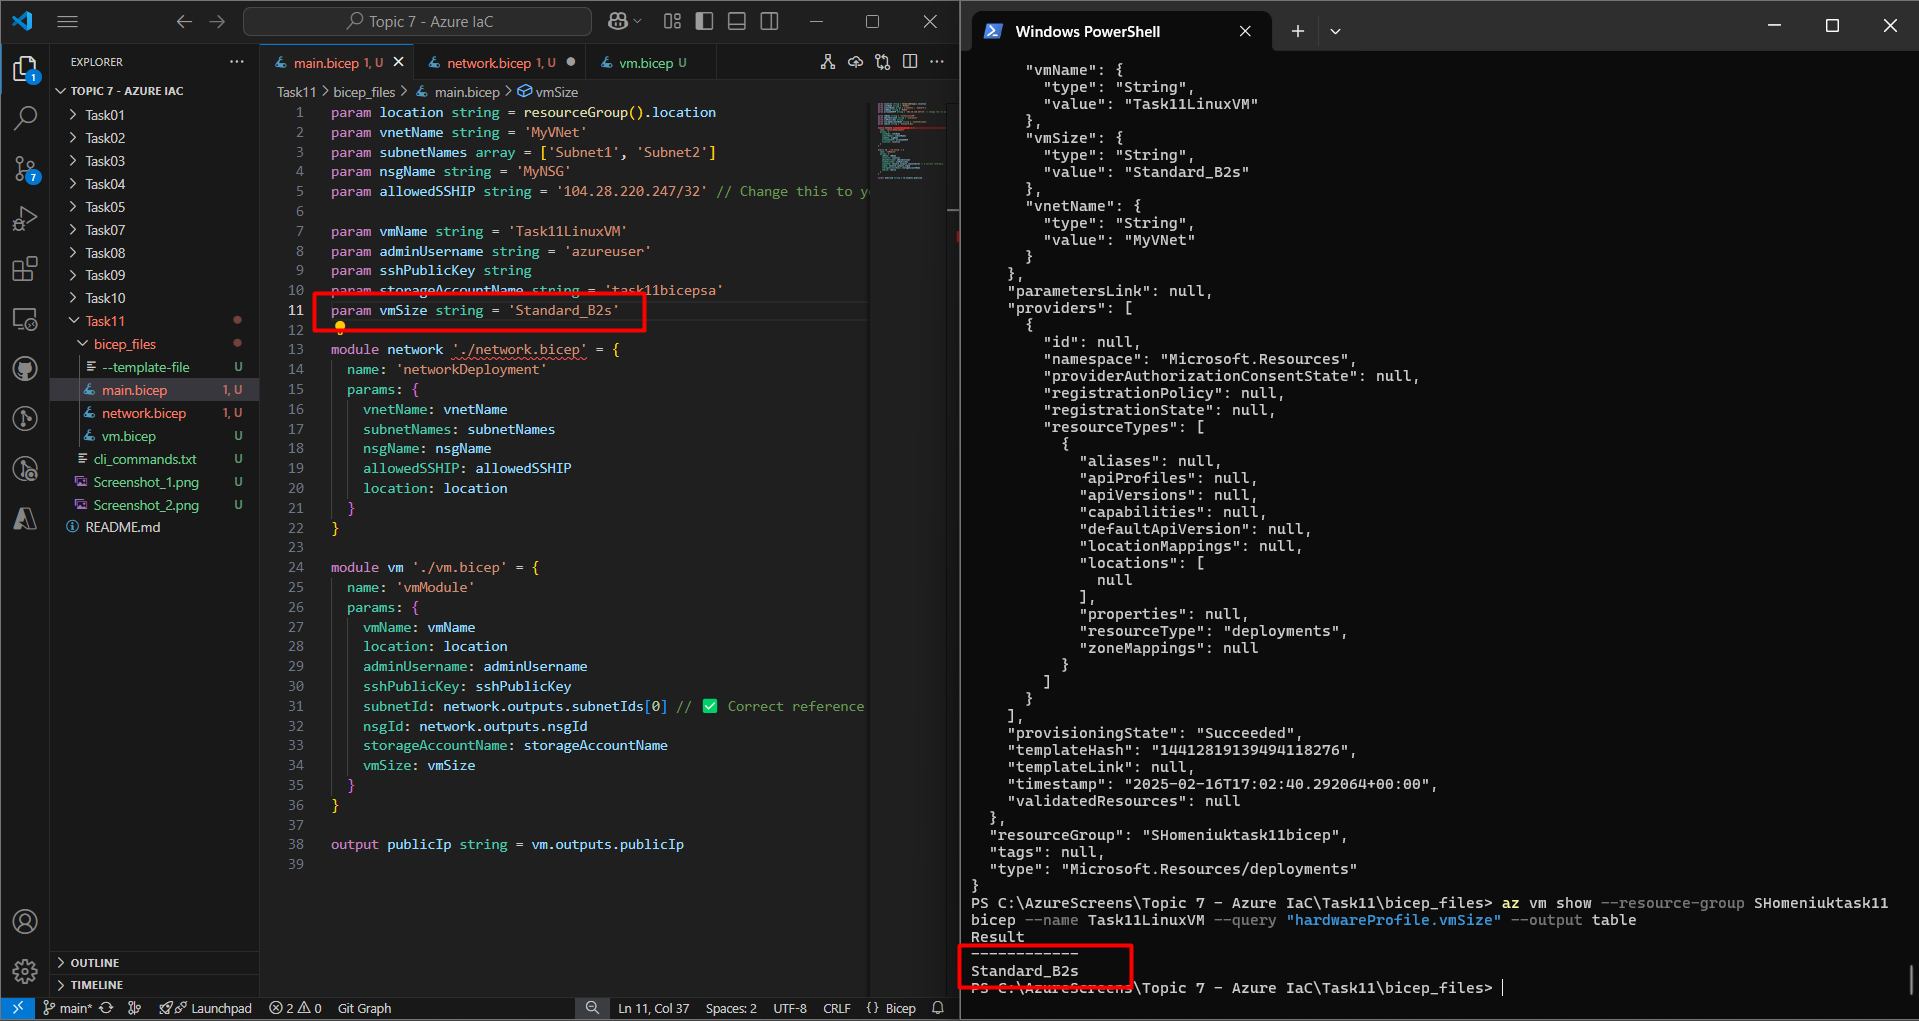 Topic 7 - Azure IaC
EXPLORER
TOPIC 7 - AZURE IAC
Task01
Task02
Task03
Task04
Task05
Task07
Task08
Task09
Task10
Task11
bicep_files
--template-file U
main.bicep 1, U
network.bicep 1, U
vm.bicep U
cli_commands.txt U
Screenshot_1.png U
Screenshot_2.png U
README.md
OUTLINE
TIMELINE
1
7
main.bicep 1, U
network.bicep 1, U
vm.bicep U
Task11 > bicep_files > main.bicep > vmSize
1 param location string = resourceGroup().location
2 param vnetName string = 'MyVNet'
3 param subnetNames array = ['Subnet1', 'Subnet2']
4 param nsgName string = 'MyNSG'
5 param allowedSSHIP string = '104.28.220.247/32' // Change this to y
6
7 param vmName string = 'Task11LinuxVM'
8 param adminUsername string = 'azureuser'
9 param sshPublicKey string
10 param storageAccountName string = 'task11bicepsa'
11 param vmSize string = 'Standard_B2s'
12
13 module network './network.bicep' = {
14 name: 'networkDeployment'
15 params: {
16 vnetName: vnetName
17 subnetNames: subnetNames
18 nsgName: nsgName
19 allowedSSHIP: allowedSSHIP
20 location: location
21 }
22 }
23
24 module vm './vm.bicep' = {
25 name: 'vmModule'
26 params: {
27 vmName: vmName
28 location: location
29 adminUsername: adminUsername
30 sshPublicKey: sshPublicKey
31 subnetId: network.outputs.subnetIds[0] // ✅ Correct reference
32 nsgId: network.outputs.nsgId
33 storageAccountName: storageAccountName
34 vmSize: vmSize
35 }
36 }
37
38 output publicIp string = vm.outputs.publicIp
39
main* Launchpad 2 0 Git Graph Ln 11, Col 37 Spaces: 2 UTF-8 CRLF {} Bicep
Windows PowerShell
"vmName": {
"type": "String",
"value": "Task11LinuxVM"
},
"vmSize": {
"type": "String",
"value": "Standard_B2s"
},
"vnetName": {
"type": "String",
"value": "MyVNet"
}
},
"parametersLink": null,
"providers": [
{
"id": null,
"namespace": "Microsoft.Resources",
"providerAuthorizationConsentState": null,
"registrationPolicy": null,
"registrationState": null,
"resourceTypes": [
{
"aliases": null,
"apiProfiles": null,
"apiVersions": null,
"capabilities": null,
"defaultApiVersion": null,
"locationMappings": null,
"locations": [
null
],
"properties": null,
"resourceType": "deployments",
"zoneMappings": null
}
]
}
],
"provisioningState": "Succeeded",
"templateHash": "14412819139494118276",
"templateLink": null,
"timestamp": "2025-02-16T17:02:40.292064+00:00",
"validatedResources": null
},
"resourceGroup": "SHomeniuktask11bicep",
"tags": null,
"type": "Microsoft.Resources/deployments"
}
PS C:\AzureScreens\Topic 7 - Azure IaC\Task11\bicep_files> az vm show --resource-group SHomeniuktask11
bicep --name Task11LinuxVM --query "hardwareProfile.vmSize" --output table
Result
------------
Standard_B2s
PS C:\AzureScreens\Topic 7 - Azure IaC\Task11\bicep_files>